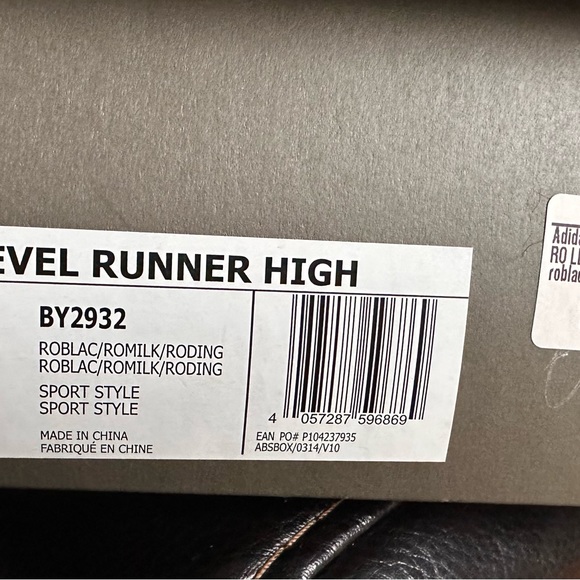 EVEL RUNNER HIGH
BY2932
ROBLAC/ROMILK/RODING
ROBLAC/ROMILK/RODING
SPORT STYLE
SPORT STYLE
MADE IN CHINA
FABRIQUÉ EN CHINE
4 057287 596869
EAN PO# P104237935
ABSBOX/0314/V10
Adida
RO LE
roblac